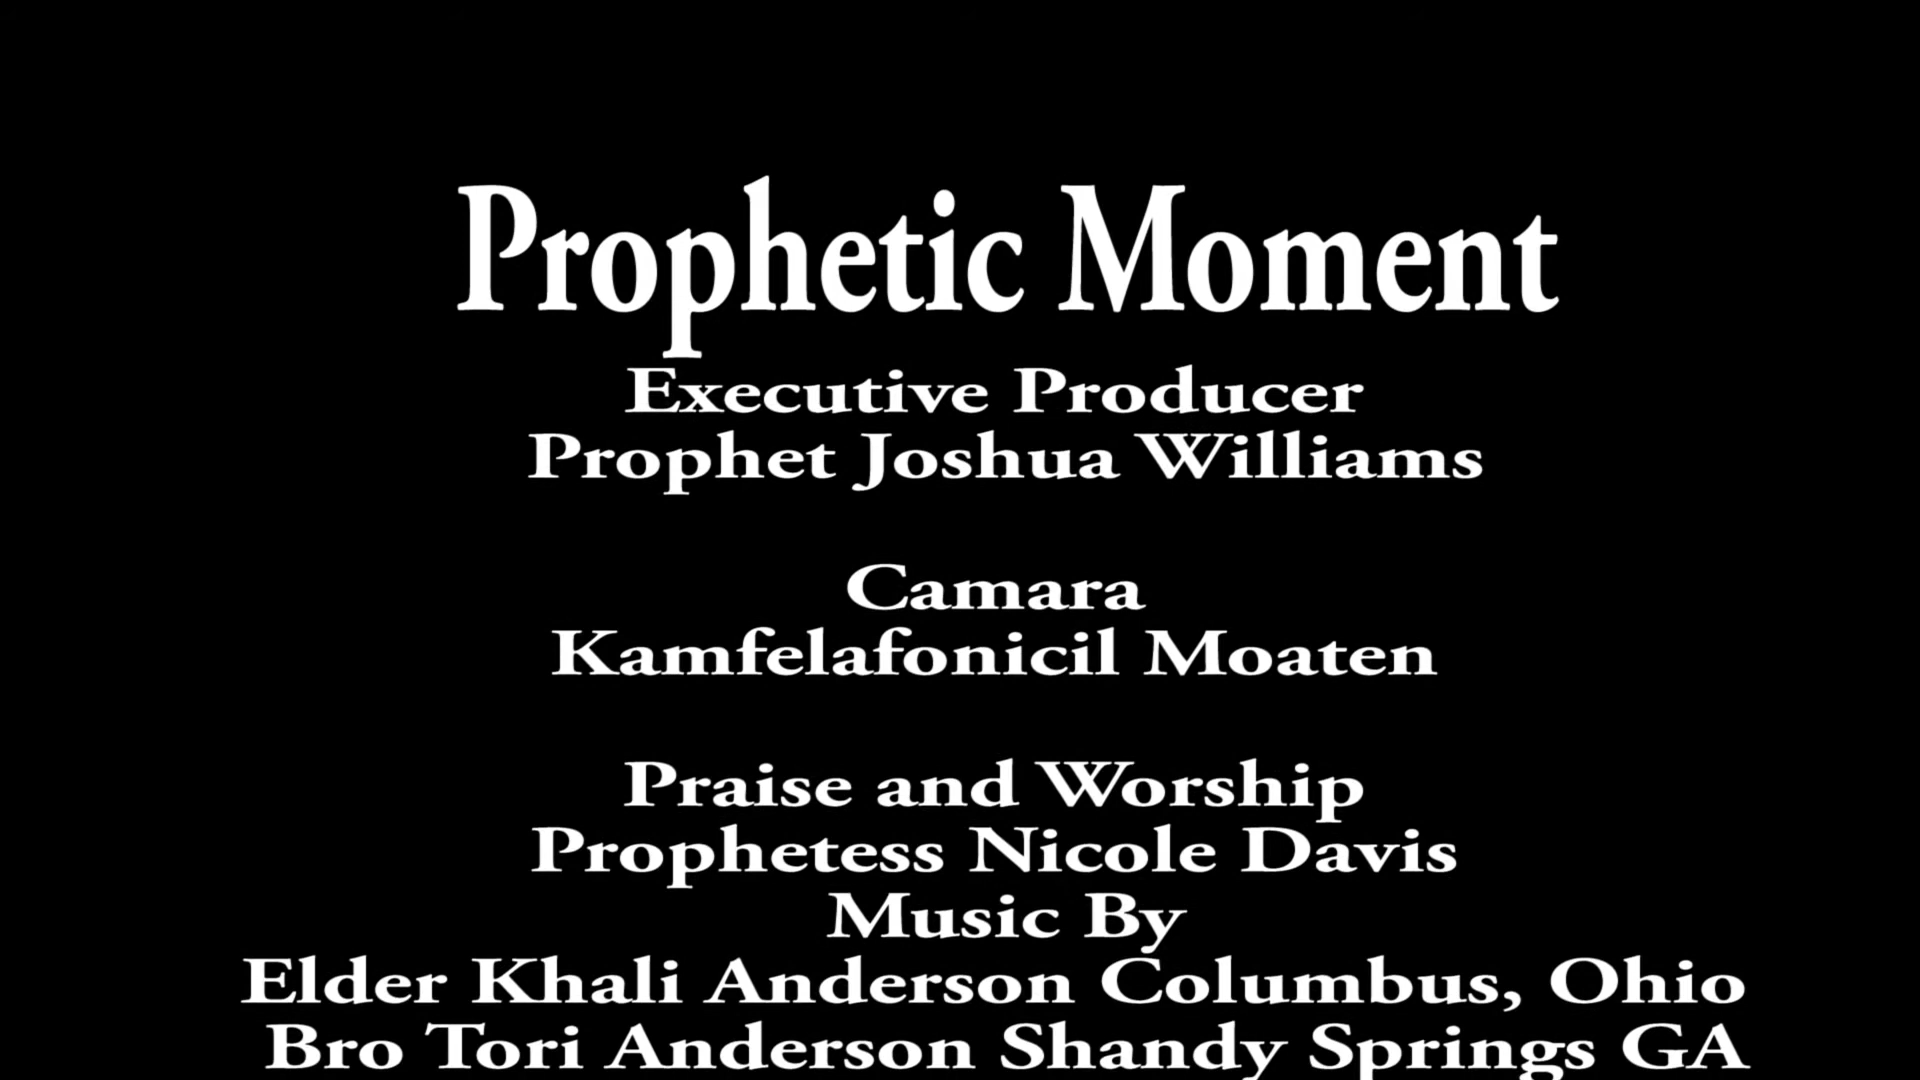 Prophetic Moment
Executive Producer
Prophet Joshua Williams
Camara
Kamfelafonicil Moaten
Praise and Worship
Prophetess Nicole Davis
Music By
Elder Khali Anderson Columbus, Ohio
Bro Tori Anderson Shandy Springs GA